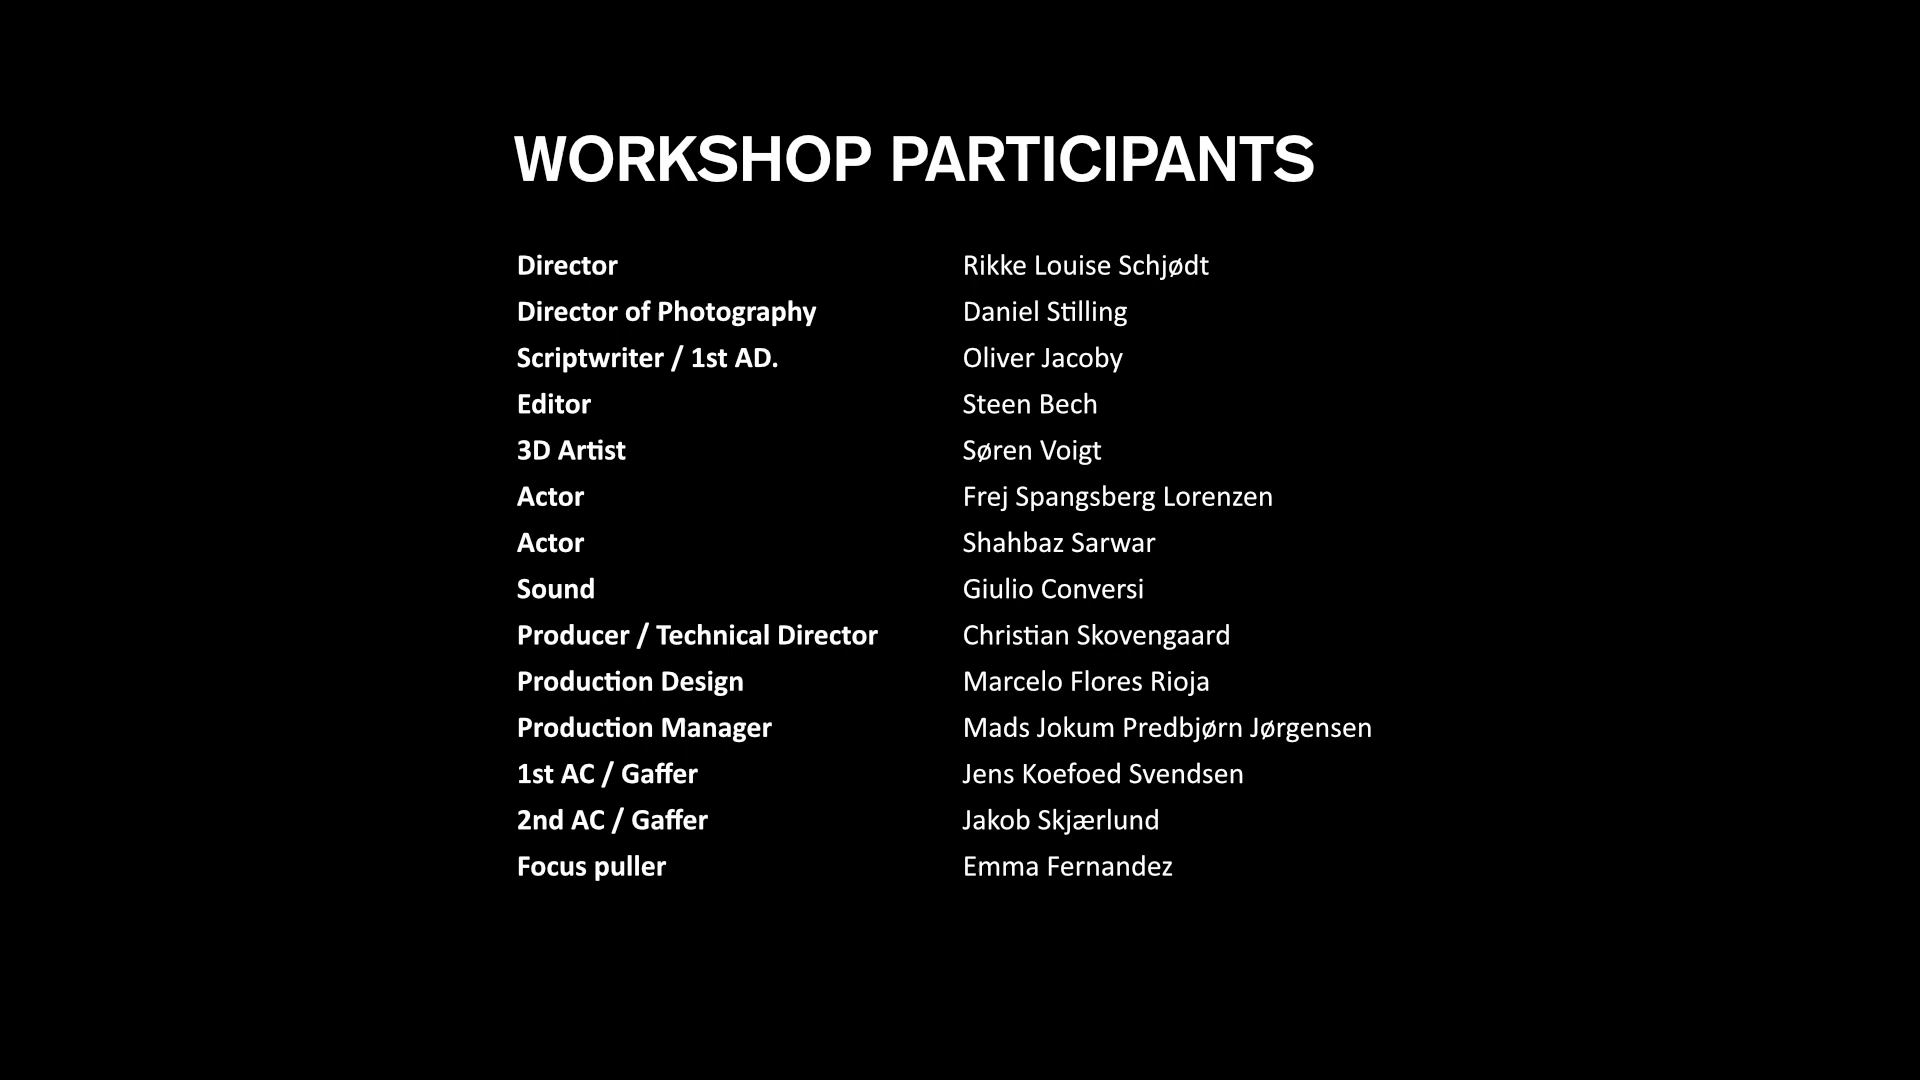 WORKSHOP PARTICIPANTS
Director Rikke Louise Schjødt
Director of Photography Daniel Stilling
Scriptwriter / 1st AD. Oliver Jacoby
Editor Steen Bech
3D Artist Søren Voigt
Actor Frej Spangsberg Lorenzen
Actor Shahbaz Sarwar
Sound Giulio Conversi
Producer / Technical Director Christian Skovengaard
Production Design Marcelo Flores Rioja
Production Manager Mads Jokum Predbjørn Jørgensen
1st AC / Gaffer Jens Koefoed Svendsen
2nd AC / Gaffer Jakob Skjærlund
Focus puller Emma Fernandez